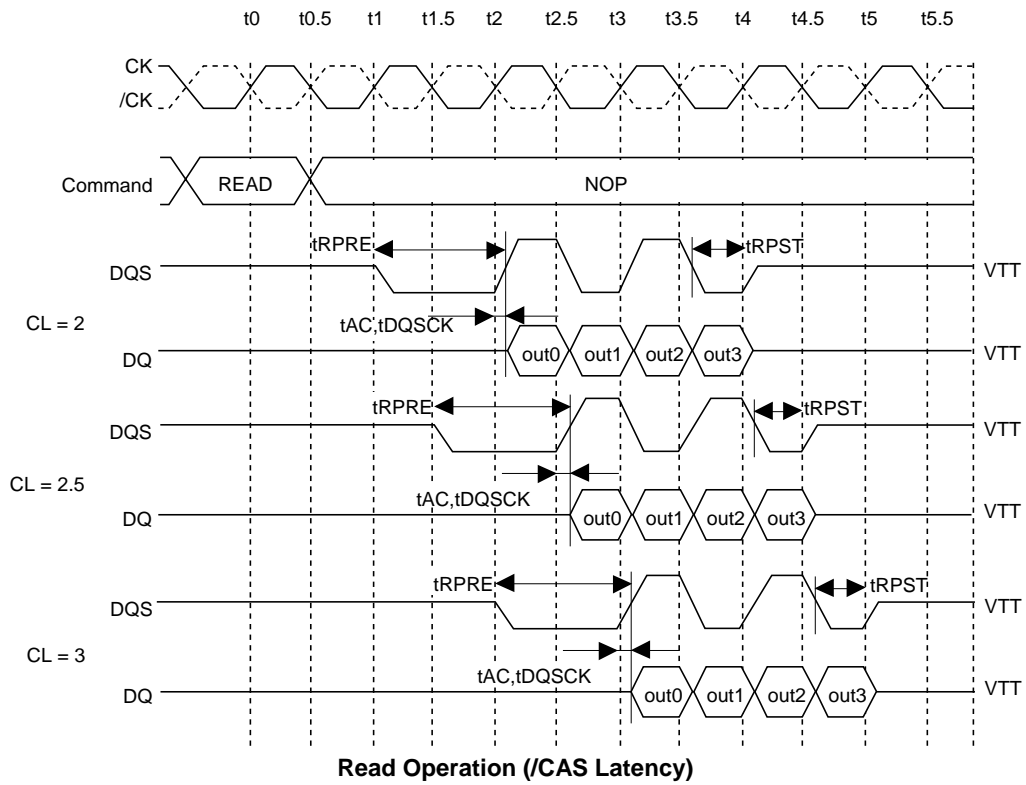 t0 t0.5 t1 t1.5 t2 t2.5 t3 t3.5 t4 t4.5 t5 t5.5
CK
/CK
Command READ NOP
tRPRE tRPST
DQS VTT
CL = 2
tAC,tDQSCK
DQ out0 out1 out2 out3 VTT
tRPRE tRPST
DQS VTT
CL = 2.5
tAC,tDQSCK
DQ out0 out1 out2 out3 VTT
tRPRE tRPST
DQS VTT
CL = 3
tAC,tDQSCK
DQ out0 out1 out2 out3 VTT
Read Operation (/CAS Latency)